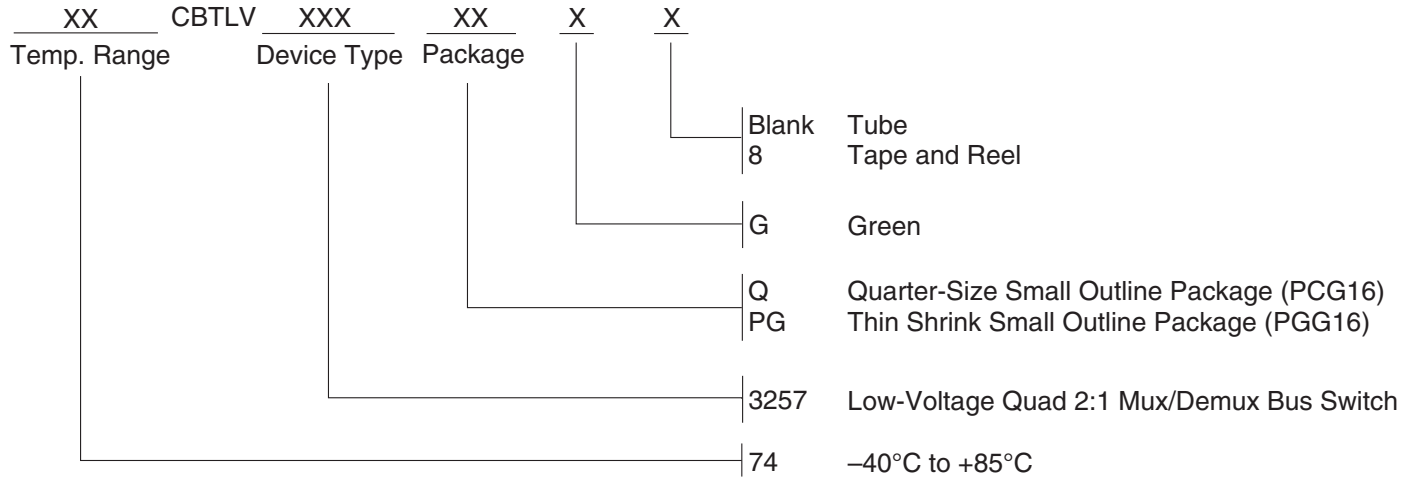 XX CBTLV XXX XX X X
Temp. Range Device Type Package
Blank Tube
8 Tape and Reel
G Green
Q Quarter-Size Small Outline Package (PCG16)
PG Thin Shrink Small Outline Package (PGG16)
3257 Low-Voltage Quad 2:1 Mux/Demux Bus Switch
74 –40°C to +85°C